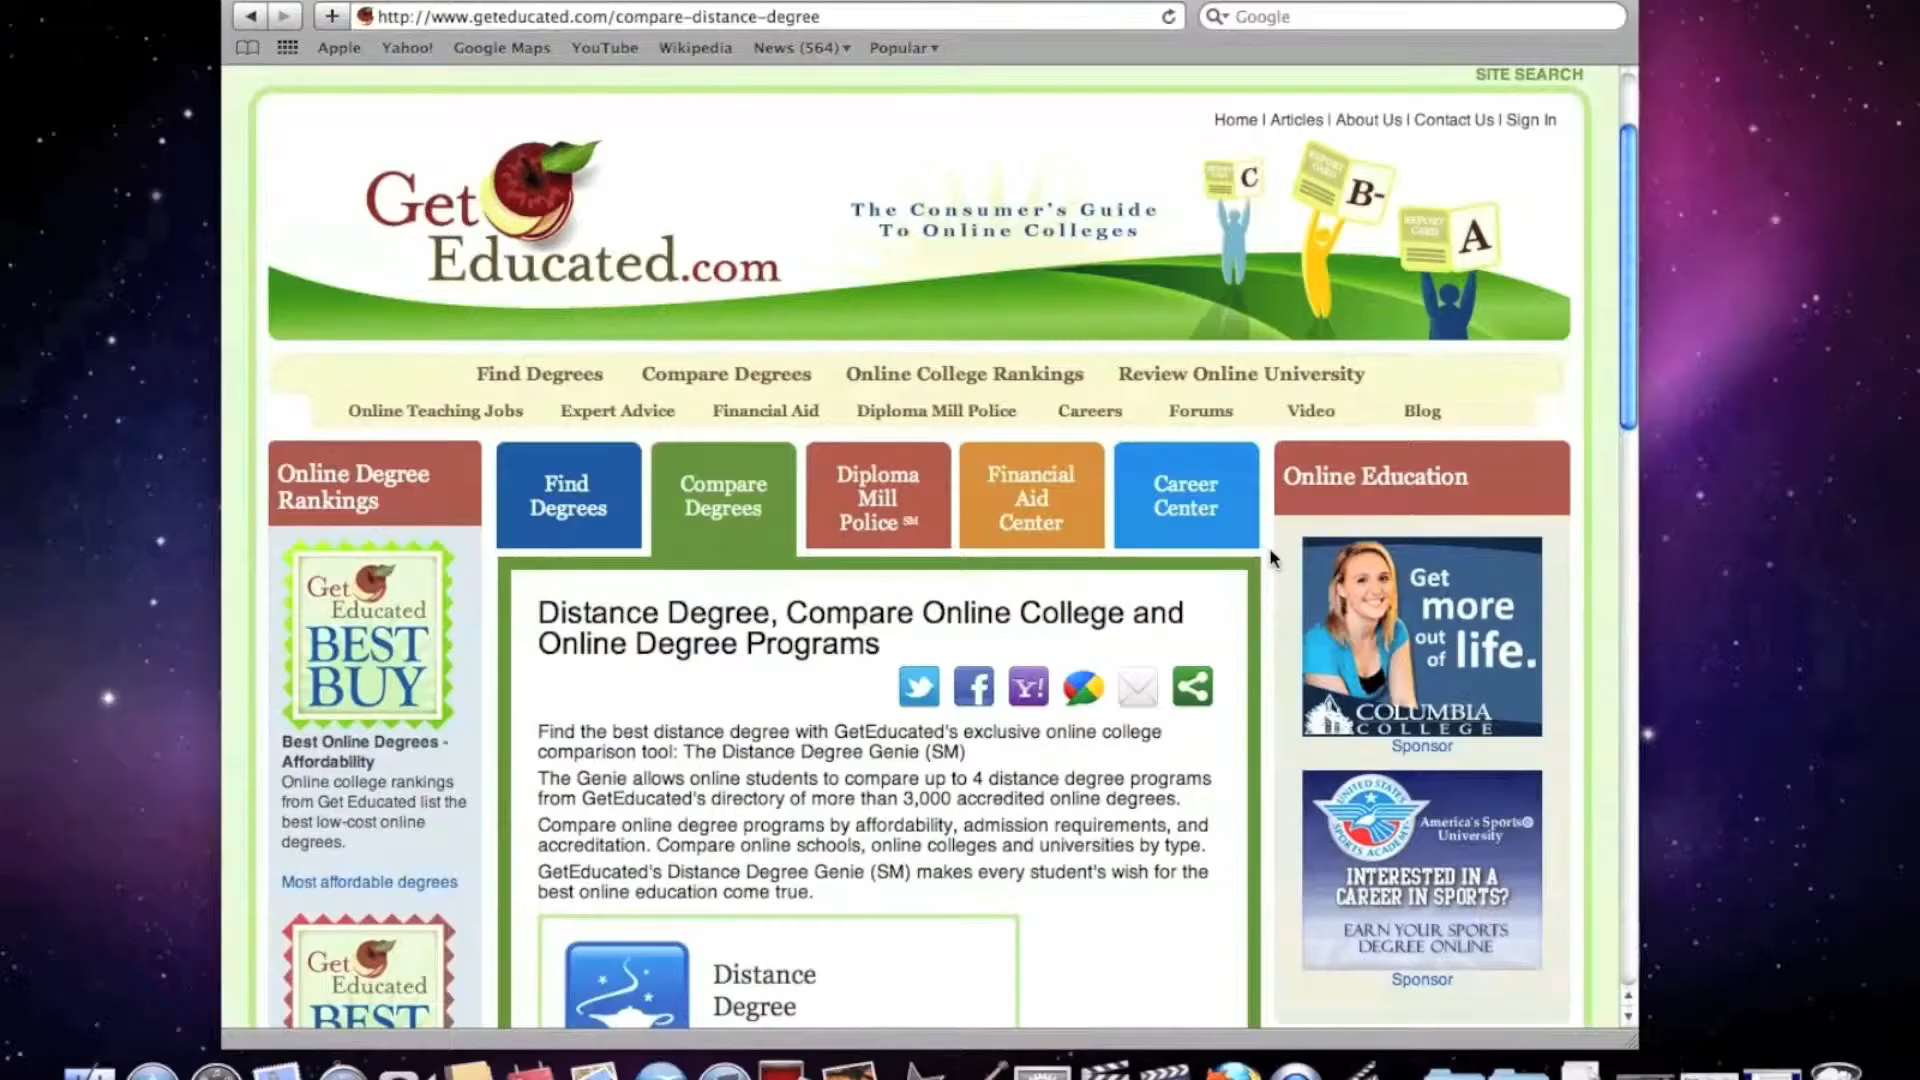 http://www.geteducated.com/compare-distance-degree
Google
Apple Yahoo! Google Maps YouTube Wikipedia News (564)▾ Popular▾
SITE SEARCH
Home | Articles | About Us | Contact Us | Sign In
Get
Educated.com
The Consumer's Guide
To Online Colleges
REPORT CARD C
REPORT CARD B-
REPORT CARD A
Find Degrees Compare Degrees Online College Rankings Review Online University
Online Teaching Jobs Expert Advice Financial Aid Diploma Mill Police Careers Forums Video Blog
Online Degree
Rankings
Find
Degrees
Compare
Degrees
Diploma
Mill
Police SM
Financial
Aid
Center
Career
Center
Online Education
Get
Educated
BEST
BUY
Best Online Degrees -
Affordability
Online college rankings
from Get Educated list the
best low-cost online
degrees.
Most affordable degrees
Get
Educated
BEST
Distance Degree, Compare Online College and
Online Degree Programs
Y!
Find the best distance degree with GetEducated's exclusive online college
comparison tool: The Distance Degree Genie (SM)
The Genie allows online students to compare up to 4 distance degree programs
from GetEducated's directory of more than 3,000 accredited online degrees.
Compare online degree programs by affordability, admission requirements, and
accreditation. Compare online schools, online colleges and universities by type.
GetEducated's Distance Degree Genie (SM) makes every student's wish for the
best online education come true.
Distance
Degree
Get
more
out
of life.
COLUMBIA
COLLEGE
Sponsor
UNITED STATES
SPORTS ACADEMY
America's Sports
University®
INTERESTED IN A
CAREER IN SPORTS?
EARN YOUR SPORTS
DEGREE ONLINE
Sponsor